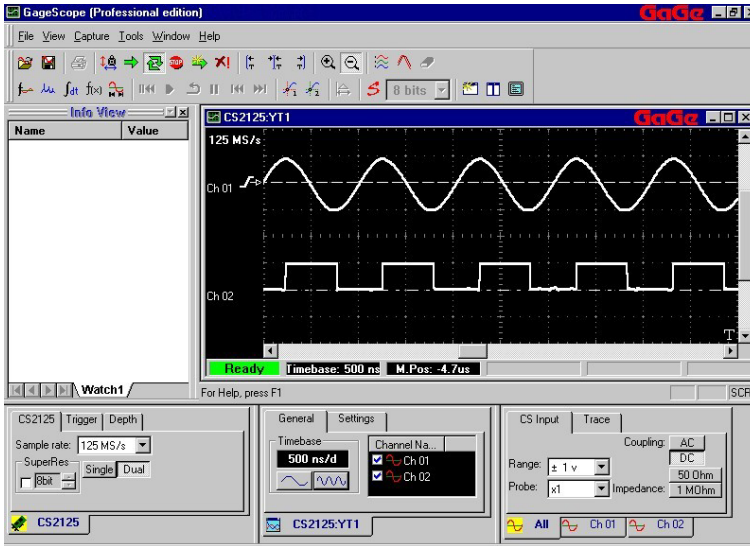 GageScope (Professional edition)
GaGe
File View Capture Tools Window Help
STOP
∫dt f(x)
8 bits
Info View
Name Value
CS2125:YT1
GaGe
125 MS/s
Ch 01
Ch 02
T
Ready Timebase: 500 ns M.Pos: -4.7us
Watch1
For Help, press F1
SCR
CS2125 Trigger Depth
Sample rate: 125 MS/s
SuperRes
8bit
Single Dual
CS2125
General Settings
Timebase
500 ns/d
Channel Na...
Ch 01
Ch 02
CS2125:YT1
CS Input Trace
Coupling: AC
DC
Range: ± 1 v
50 Ohm
Probe: x1
Impedance: 1 MOhm
All Ch 01 Ch 02